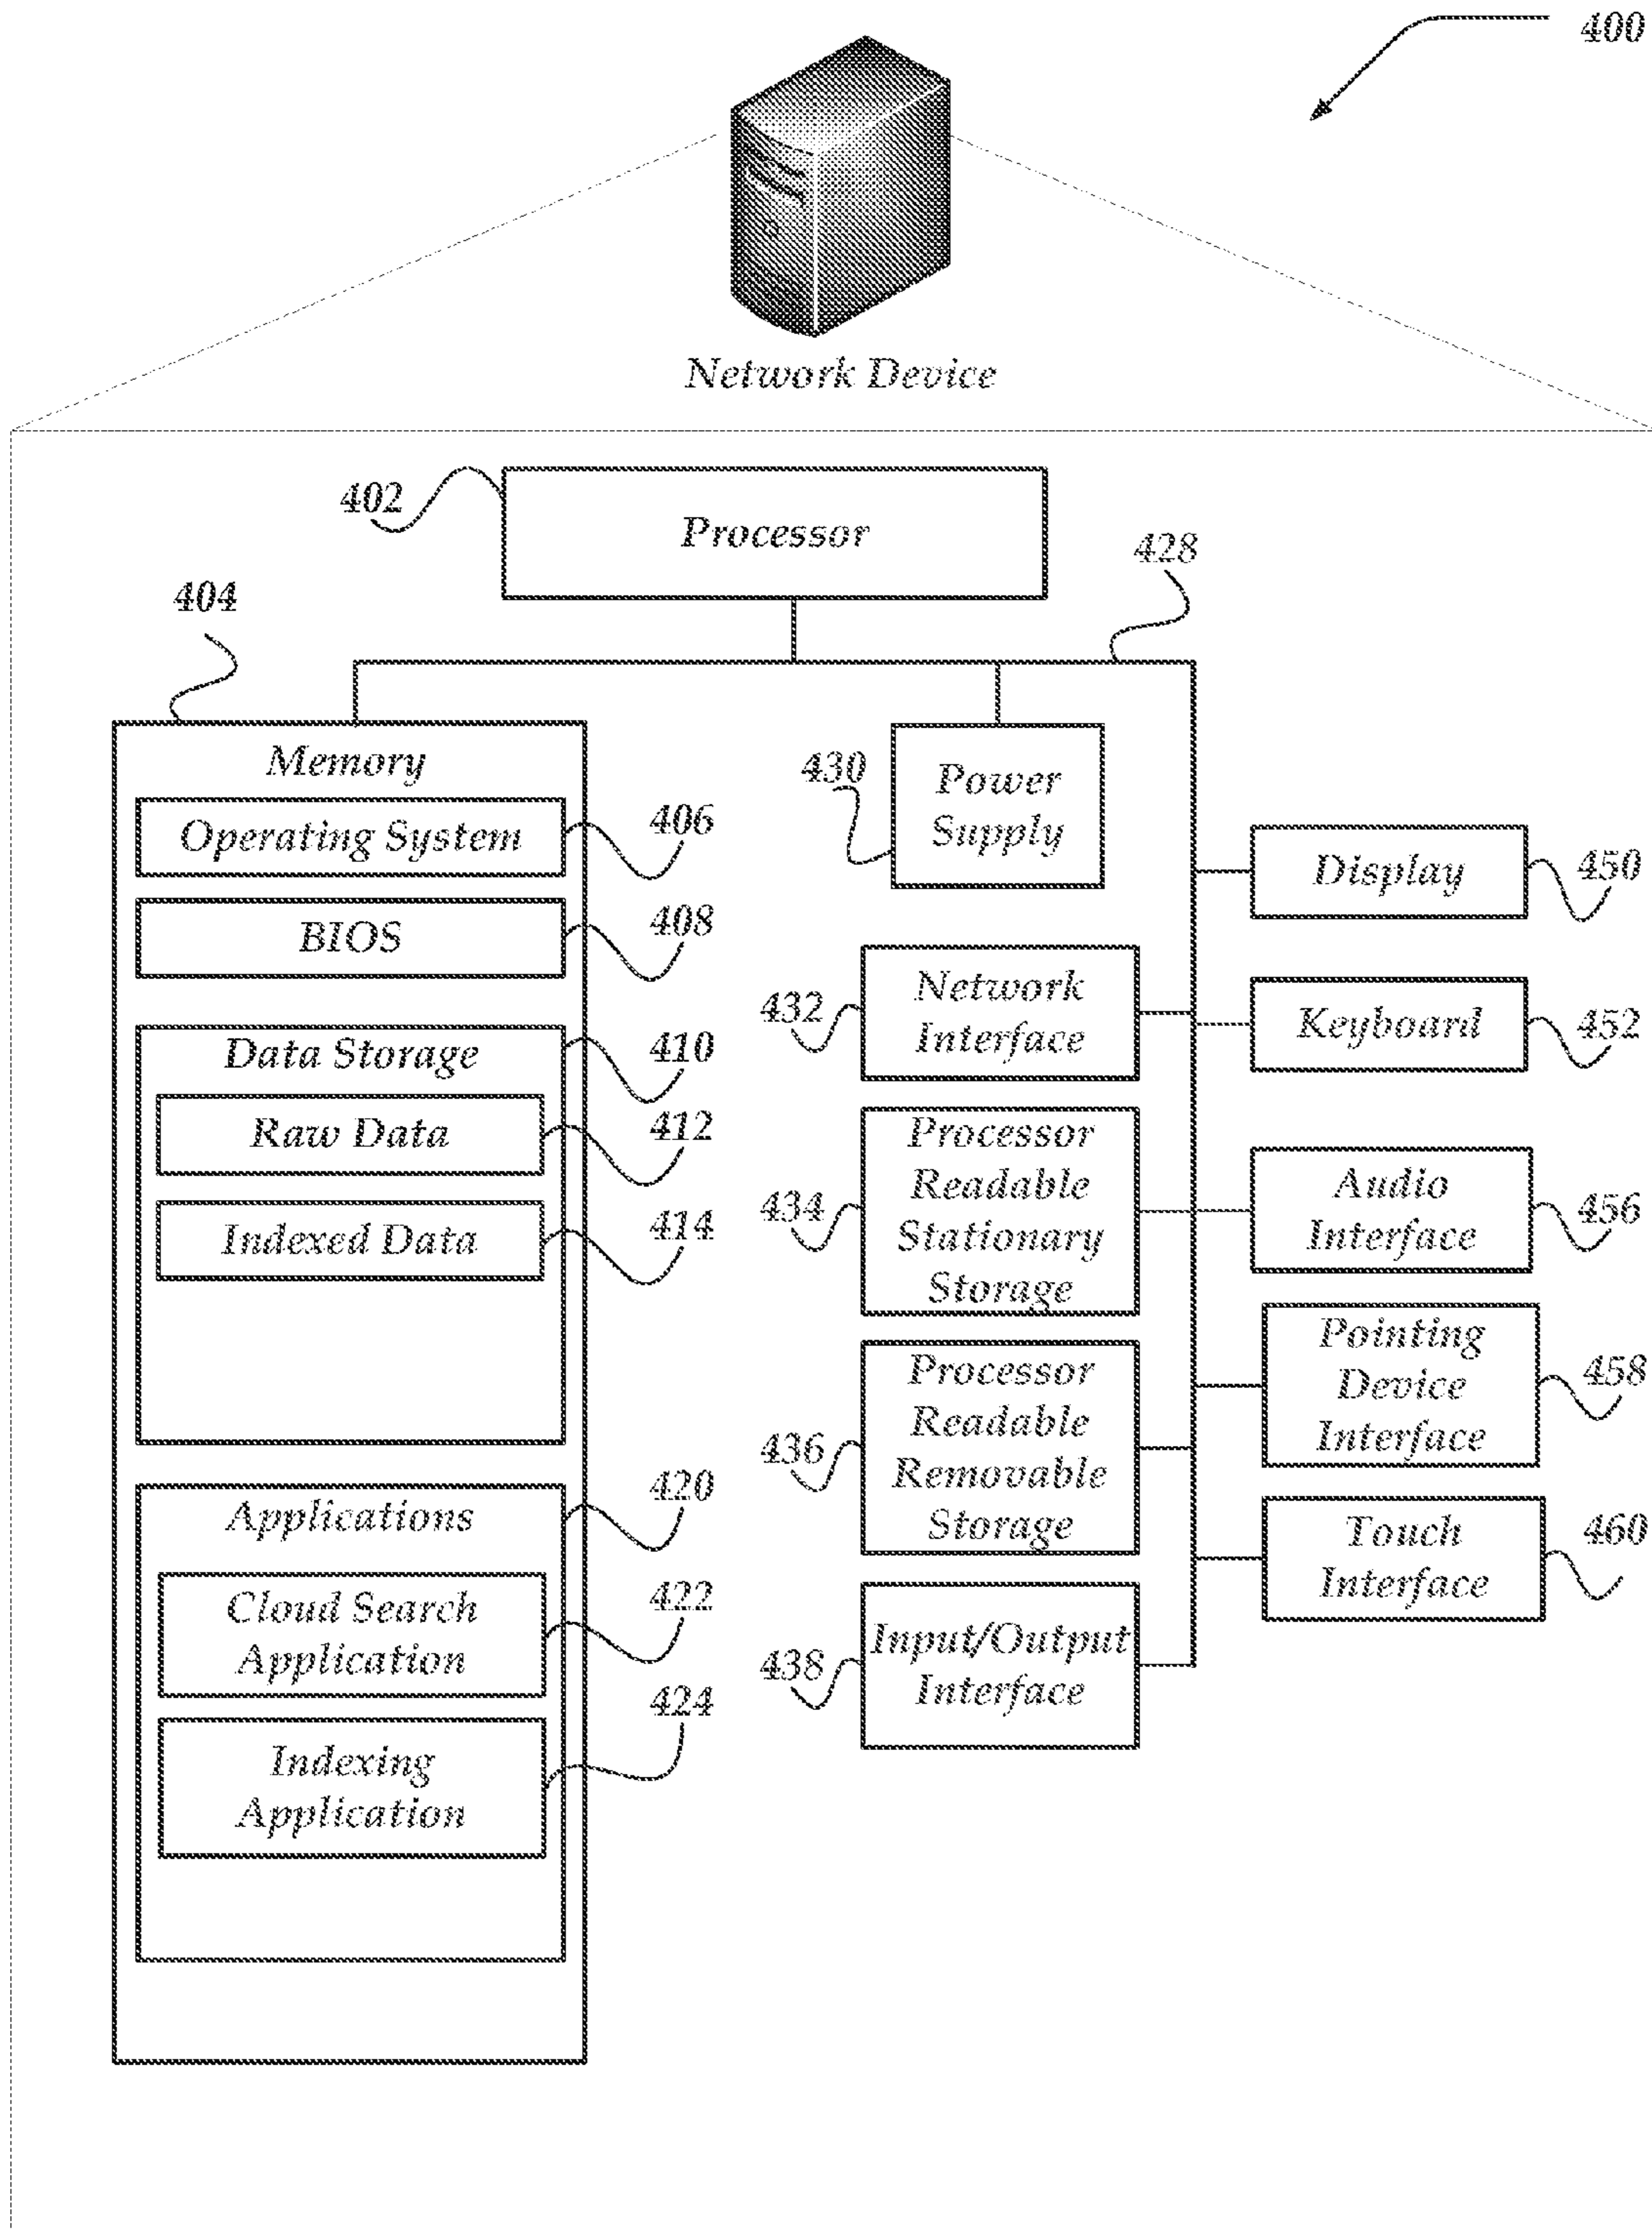 400
Network Device
402
Processor
428
404
Memory
Operating System
406
BIOS
408
Data Storage
410
Raw Data
412
Indexed Data
414
Applications
420
Cloud Search
Application
422
Indexing
Application
424
430
Power
Supply
432
Network
Interface
434
Processor
Readable
Stationary
Storage
436
Processor
Readable
Removable
Storage
438
Input/Output
Interface
Display
450
Keyboard
452
Audio
Interface
456
Pointing
Device
Interface
458
Touch
Interface
460